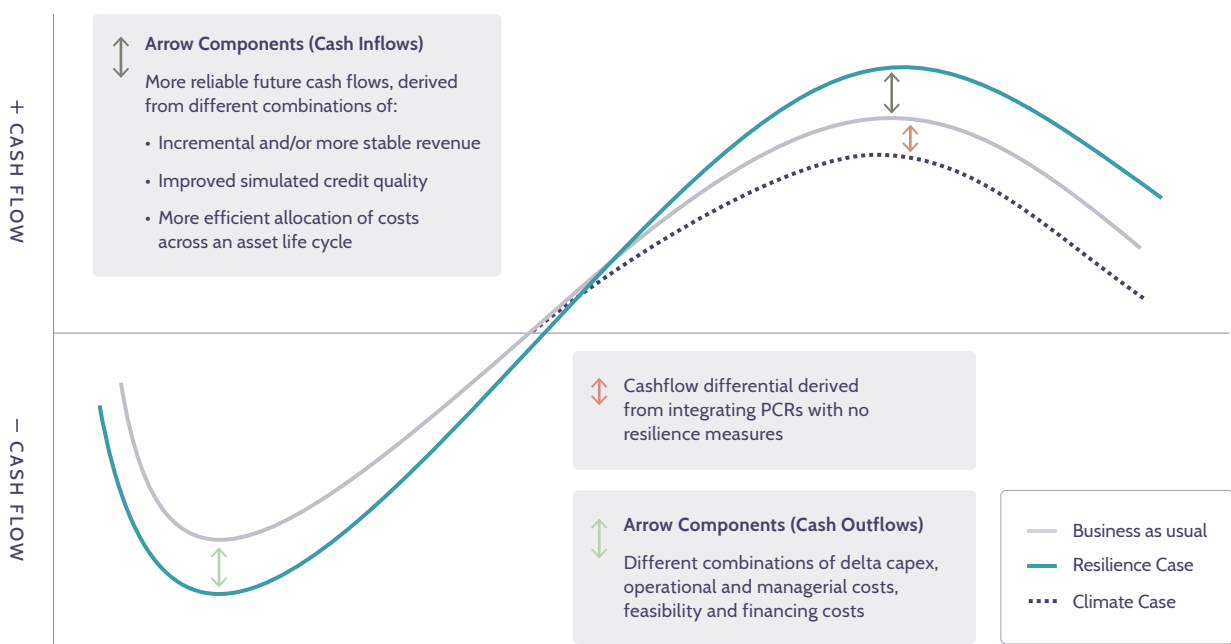 + CASH FLOW
Arrow Components (Cash Inflows)
More reliable future cash flows, derived
from different combinations of:
• Incremental and/or more stable revenue
• Improved simulated credit quality
• More efficient allocation of costs
across an asset life cycle
− CASH FLOW
Cashflow differential derived
from integrating PCRs with no
resilience measures
Arrow Components (Cash Outflows)
Different combinations of delta capex,
operational and managerial costs,
feasibility and financing costs
Business as usual
Resilience Case
Climate Case